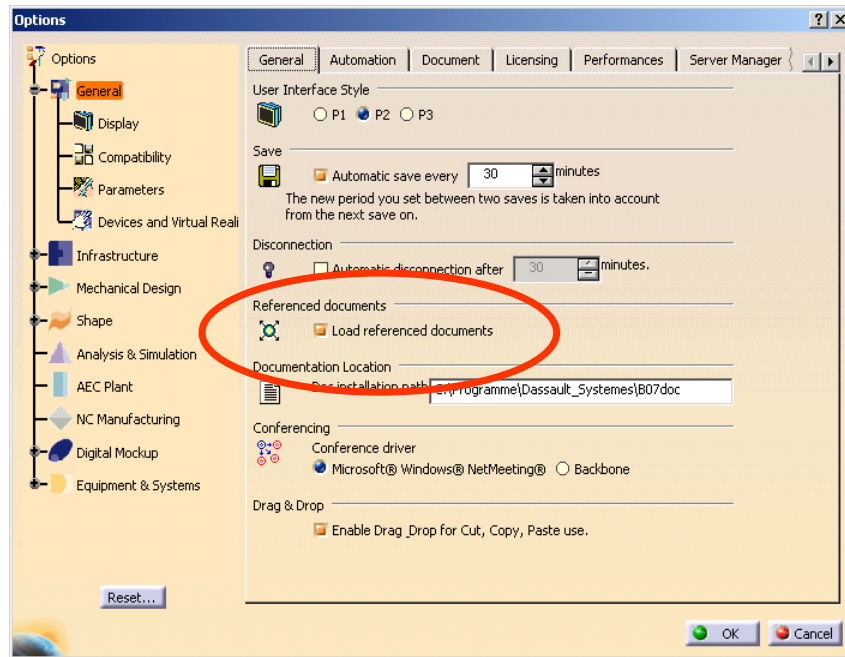 Options
Options
General
Display
Compatibility
Parameters
Devices and Virtual Reali
Infrastructure
Mechanical Design
Shape
Analysis & Simulation
AEC Plant
NC Manufacturing
Digital Mockup
Equipment & Systems
Reset...
General Automation Document Licensing Performances Server Manager
User Interface Style
P1 P2 P3
Save
Automatic save every 30 minutes
The new period you set between two saves is taken into account
from the next save on.
Disconnection
Automatic disconnection after 30 minutes.
Referenced documents
Load referenced documents
Documentation Location
Doc installation path C:\Programme\Dassault_Systemes\B07doc
Conferencing
Conference driver
Microsoft® Windows® NetMeeting® Backbone
Drag & Drop
Enable Drag _Drop for Cut, Copy, Paste use.
OK Cancel